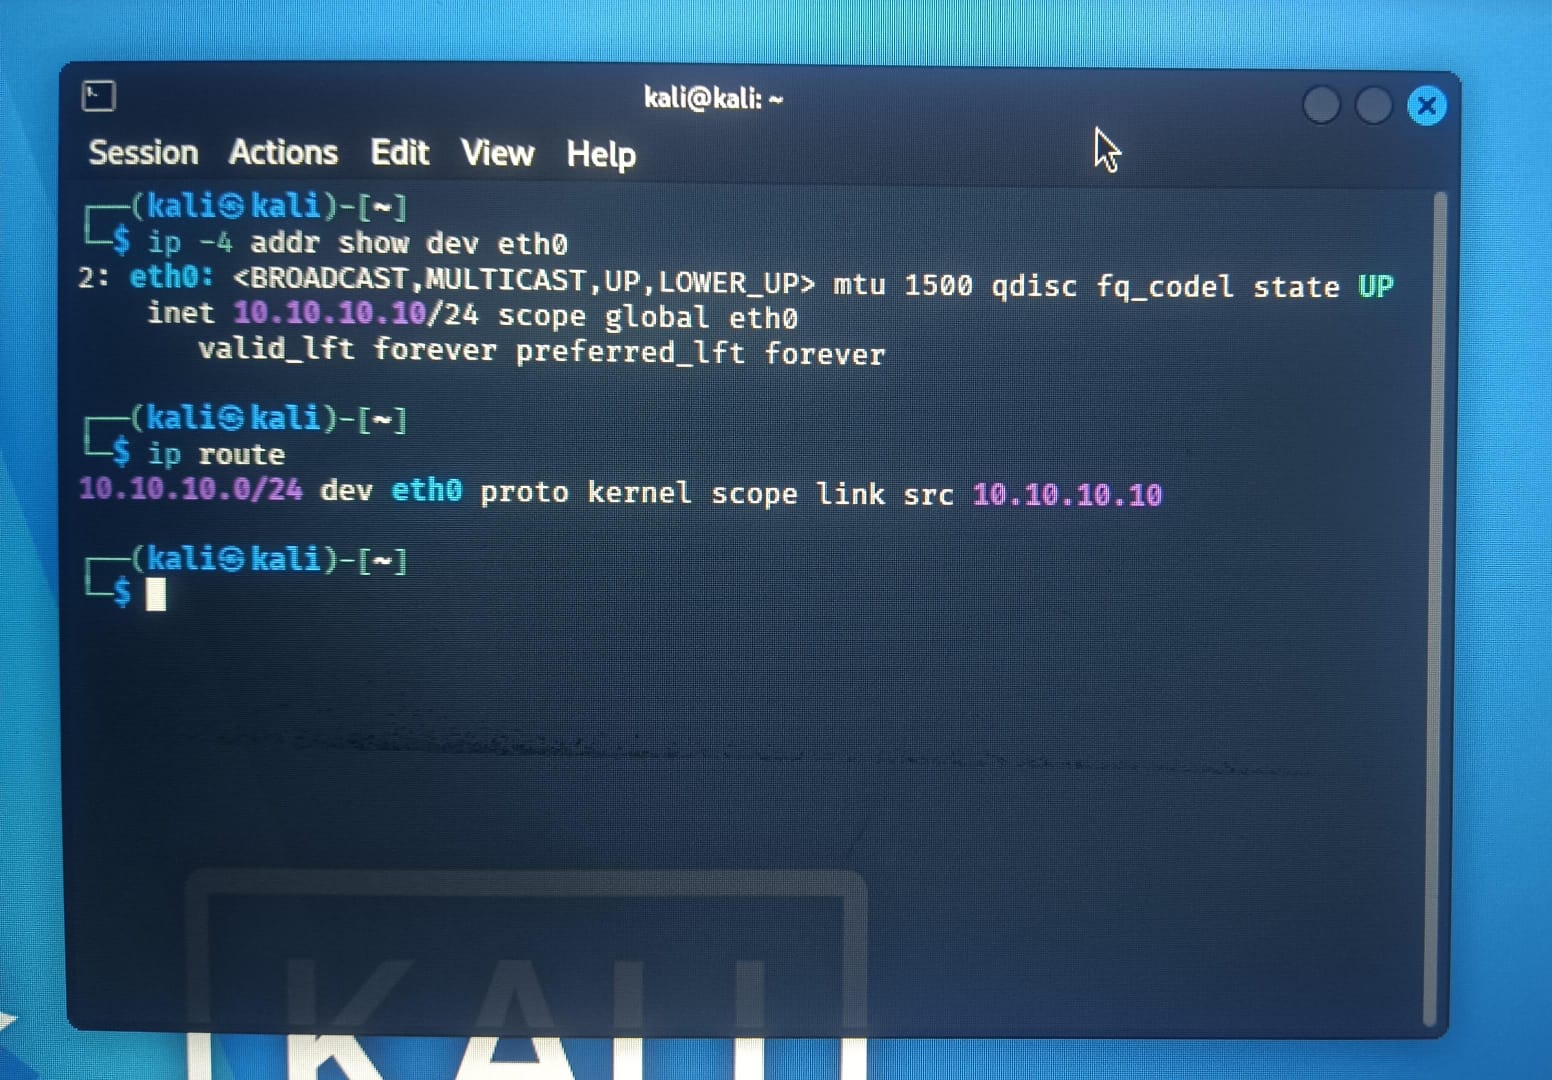 kali@kali: ~
Session Actions Edit View Help
┌──(kali㉿kali)-[~]
└─$ ip -4 addr show dev eth0
2: eth0: <BROADCAST,MULTICAST,UP,LOWER_UP> mtu 1500 qdisc fq_codel state UP
    inet 10.10.10.10/24 scope global eth0
       valid_lft forever preferred_lft forever
┌──(kali㉿kali)-[~]
└─$ ip route
10.10.10.0/24 dev eth0 proto kernel scope link src 10.10.10.10
┌──(kali㉿kali)-[~]
└─$
KALI